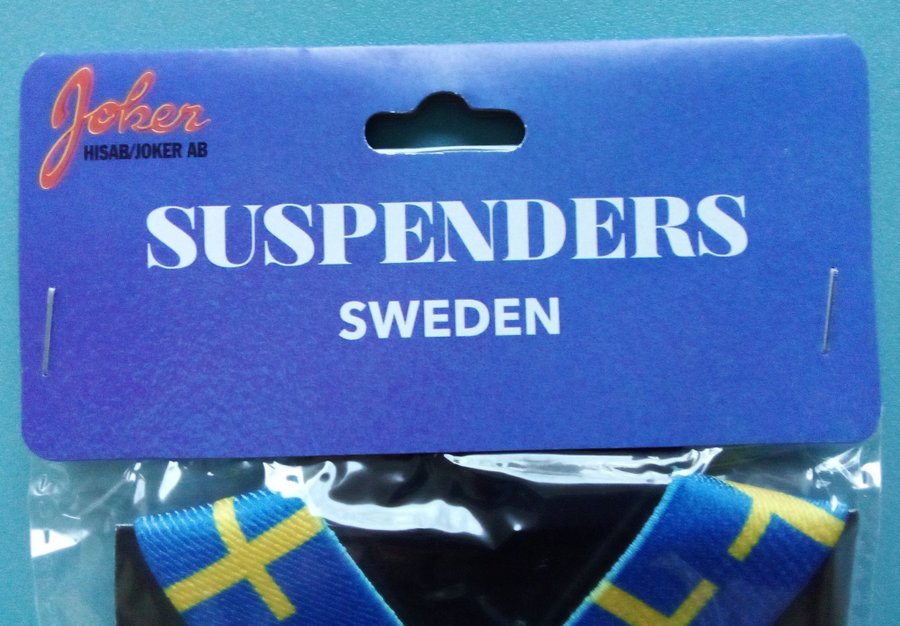 Joker
HISAB/JOKER AB
SUSPENDERS
SWEDEN